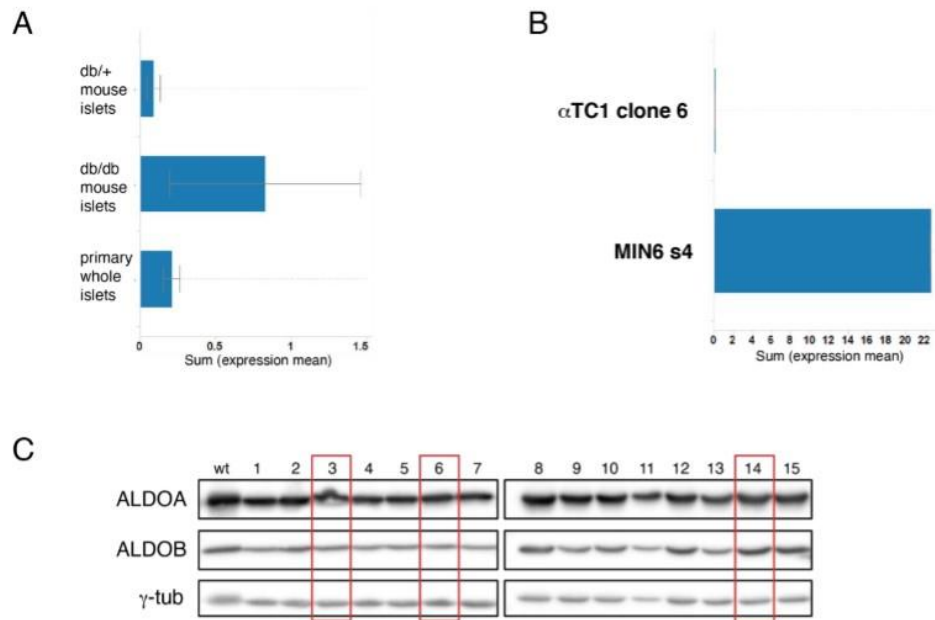 A
db/+
mouse
islets
db/db
mouse
islets
primary
whole
islets
0 0.5 1 1.5
Sum (expression mean)
B
αTC1 clone 6
MIN6 s4
0 2 4 6 8 10 12 14 16 18 20 22
Sum (expression mean)
C
wt 1 2 3 4 5 6 7 8 9 10 11 12 13 14 15
ALDOA
ALDOB
γ-tub